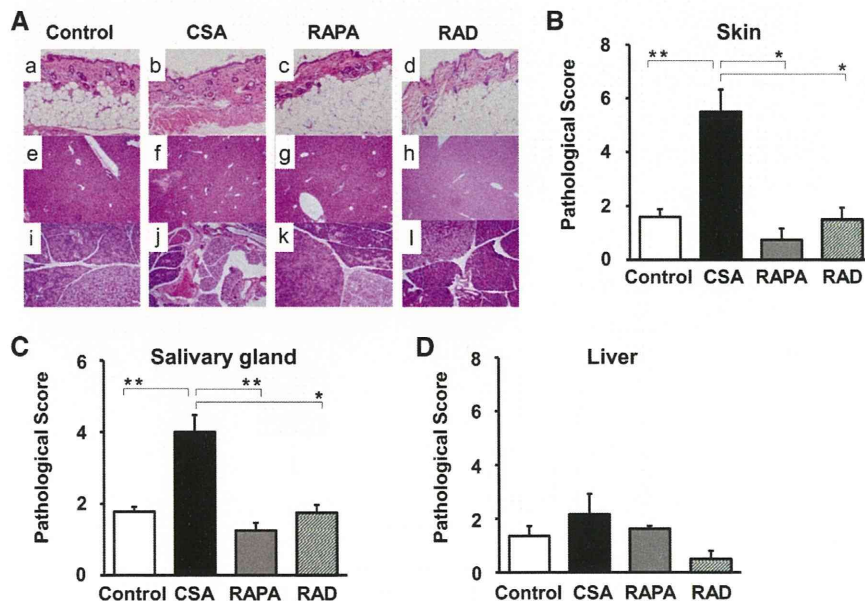 A
Control CSA RAPA RAD
a b c d
e f g h
i j k l
B
Skin
Pathological Score
8
6
4
2
0
** * *
Control CSA RAPA RAD
C
Salivary gland
Pathological Score
6
4
2
0
** ** *
Control CSA RAPA RAD
D
Liver
Pathological Score
8
6
4
2
0
Control CSA RAPA RAD